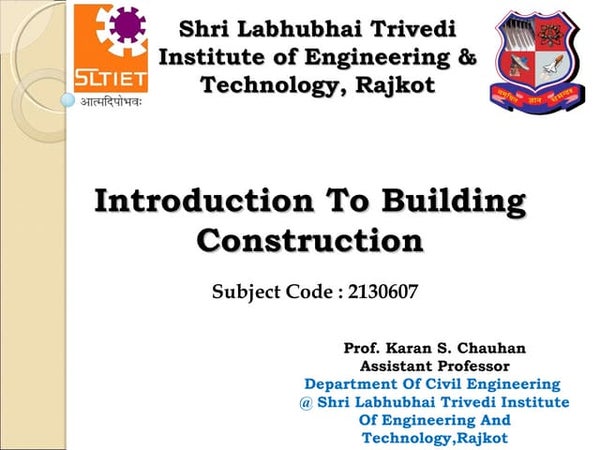 Shri Labhubhai Trivedi
Institute of Engineering &
Technology, Rajkot
SLTIET
आत्मदिपोभवः
Introduction To Building
Construction
Subject Code : 2130607
Prof. Karan S. Chauhan
Assistant Professor
Department Of Civil Engineering
@ Shri Labhubhai Trivedi Institute
Of Engineering And
Technology,Rajkot